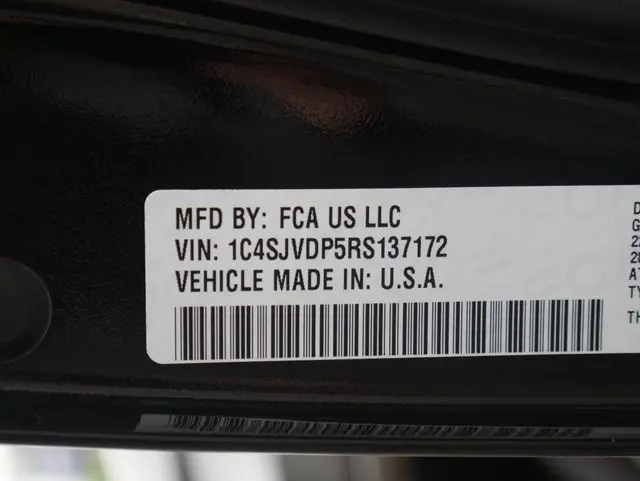 MFD BY: FCA US LLC
VIN: 1C4SJVDP5RS137172
VEHICLE MADE IN: U.S.A.